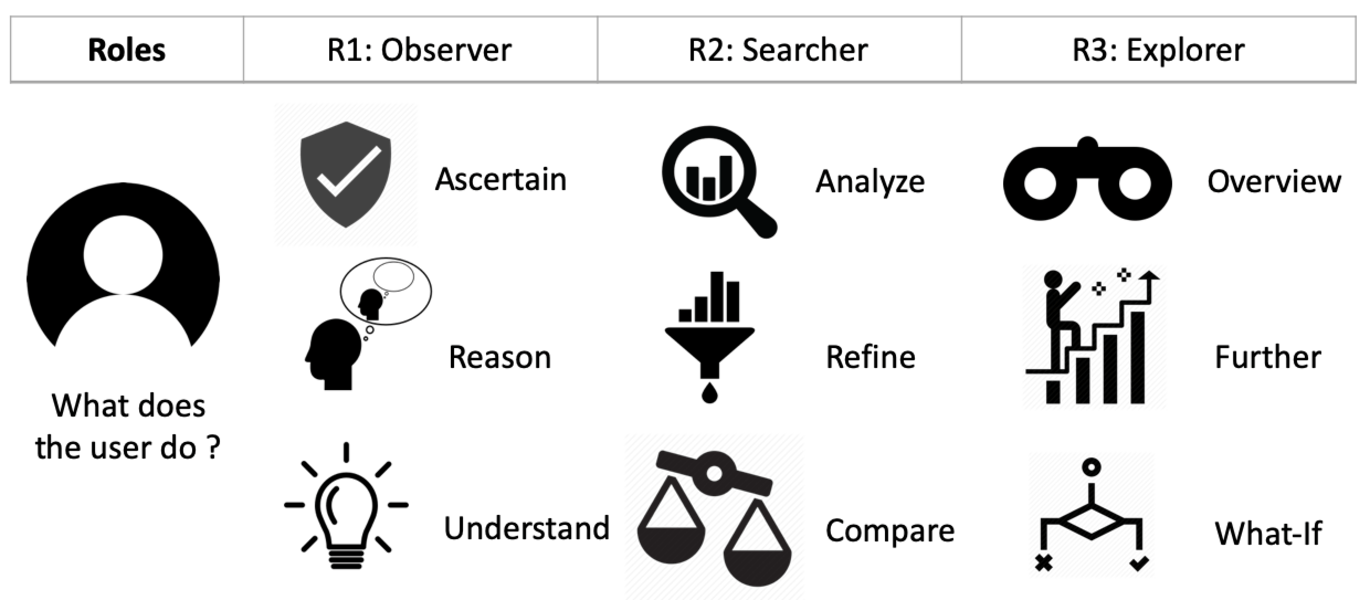 Roles R1: Observer R2: Searcher R3: Explorer
Ascertain Analyze Overview
Reason Refine Further
What does
the user do ?
Understand Compare What-If